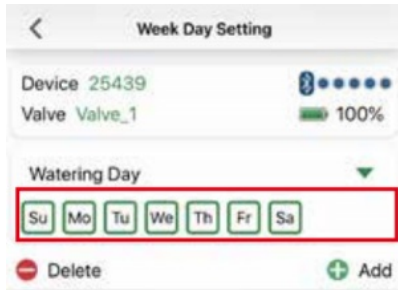 Week Day Setting
Device 25439
Valve Valve_1 100%
Watering Day
Su Mo Tu We Th Fr Sa
Delete Add